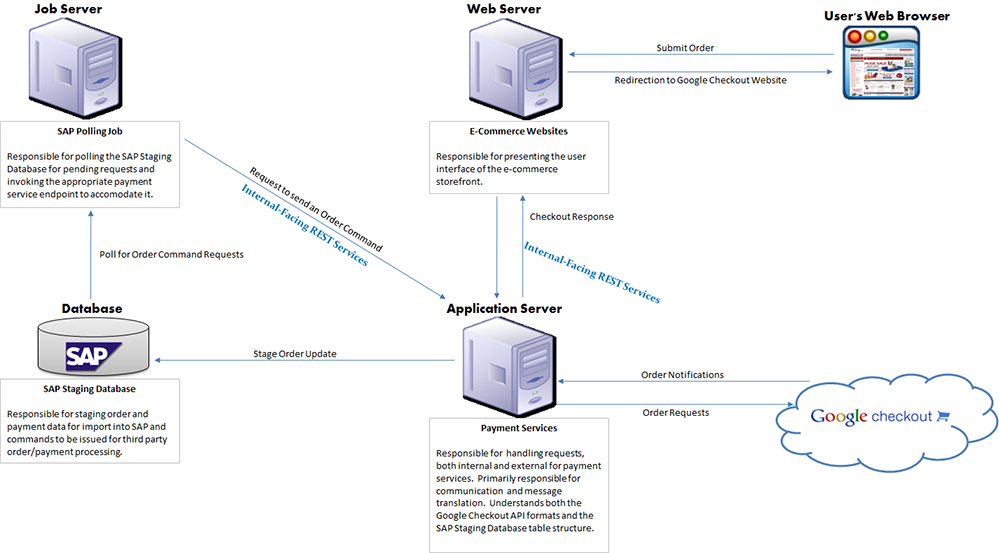 Job Server
Web Server
User's Web Browser
Submit Order
Redirection to Google Checkout Website
SAP Polling Job
Responsible for polling the SAP Staging
Database for pending requests and
invoking the appropriate payment
service endpoint to accomodate it.
E-Commerce Websites
Responsible for presenting the user
interface of the e-commerce
storefront.
Request to send an Order Command
Internal-Facing REST Services
Checkout Response
Internal-Facing REST Services
Poll for Order Command Requests
Database
SAP
Application Server
Stage Order Update
Order Notifications
Order Requests
Google checkout
SAP Staging Database
Responsible for staging order and
payment data for import into SAP and
commands to be issued for third party
order/payment processing.
Payment Services
Responsible for handling requests,
both internal and external for payment
services. Primarily responsible for
communication and message
translation. Understands both the
Google Checkout API formats and the
SAP Staging Database table structure.